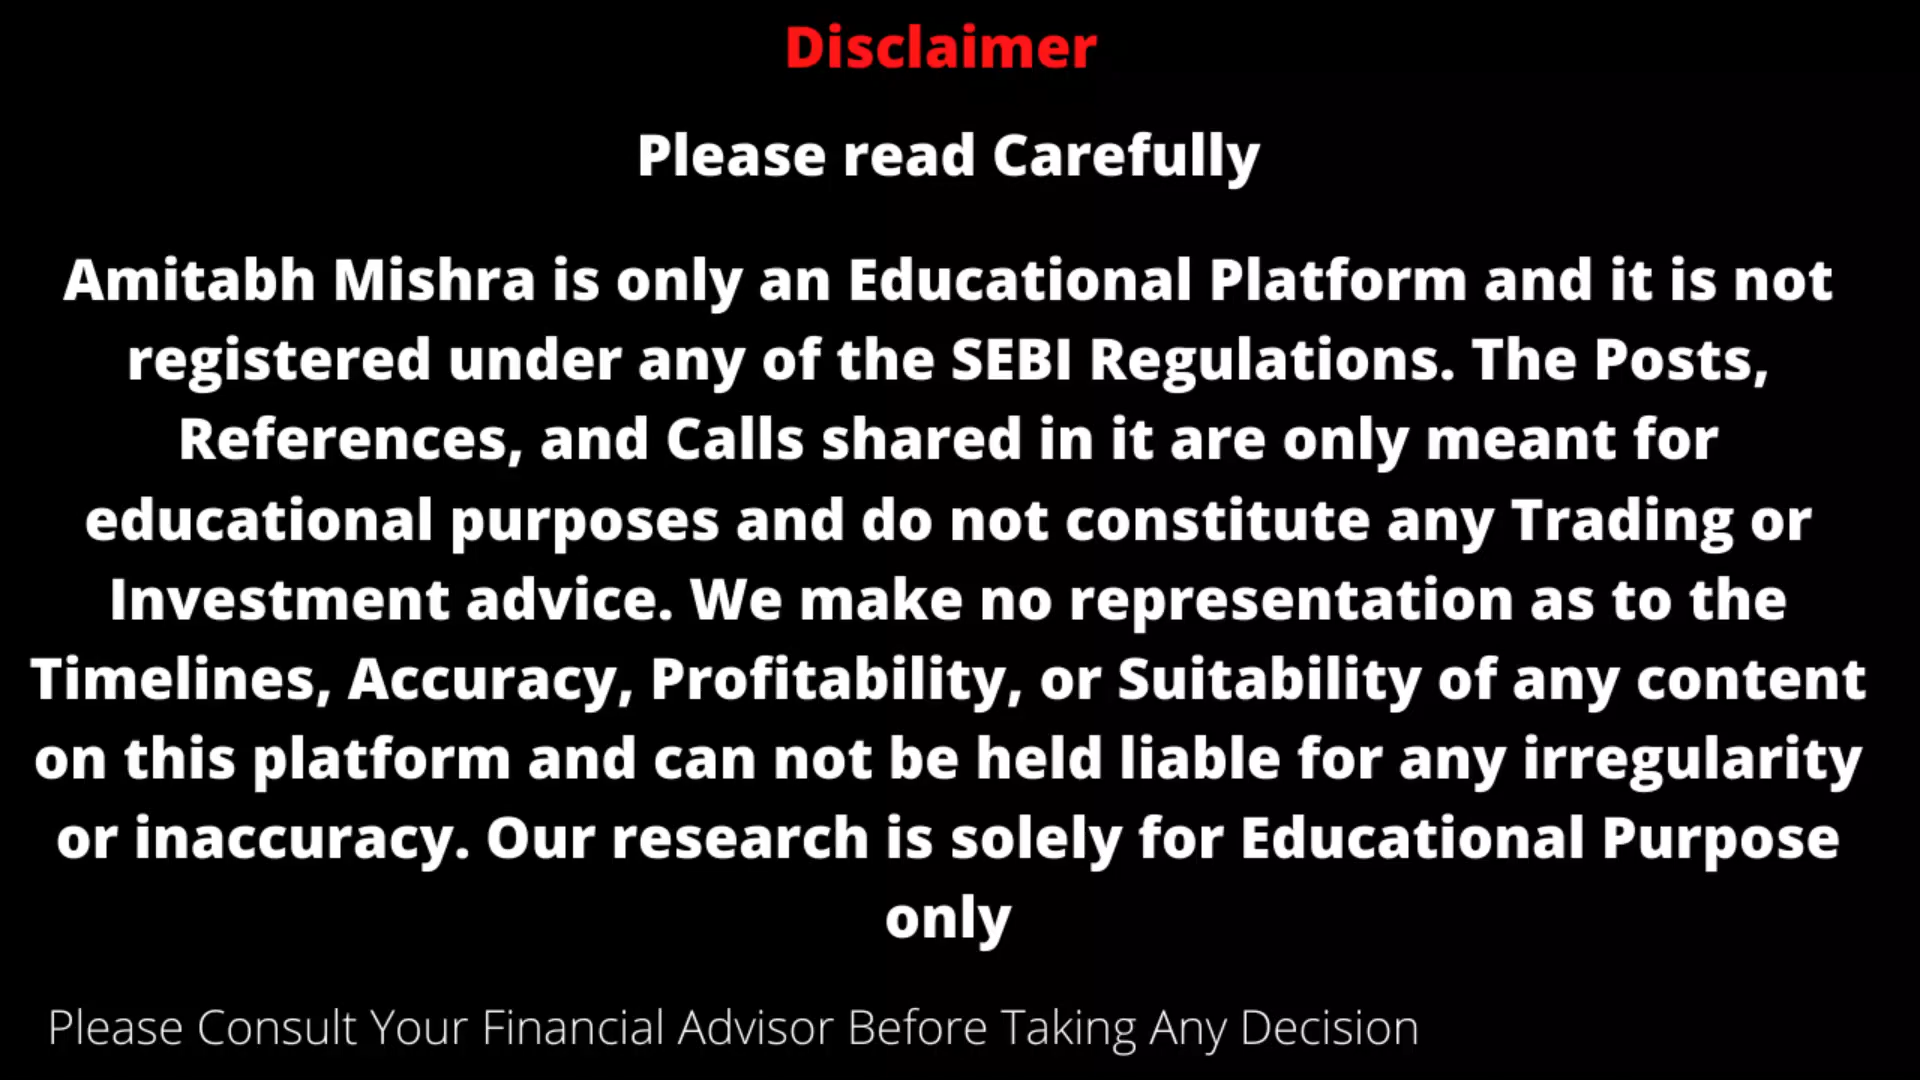 Disclaimer
Please read Carefully
Amitabh Mishra is only an Educational Platform and it is not
registered under any of the SEBI Regulations. The Posts,
References, and Calls shared in it are only meant for
educational purposes and do not constitute any Trading or
Investment advice. We make no representation as to the
Timelines, Accuracy, Profitability, or Suitability of any content
on this platform and can not be held liable for any irregularity
or inaccuracy. Our research is solely for Educational Purpose
only
Please Consult Your Financial Advisor Before Taking Any Decision